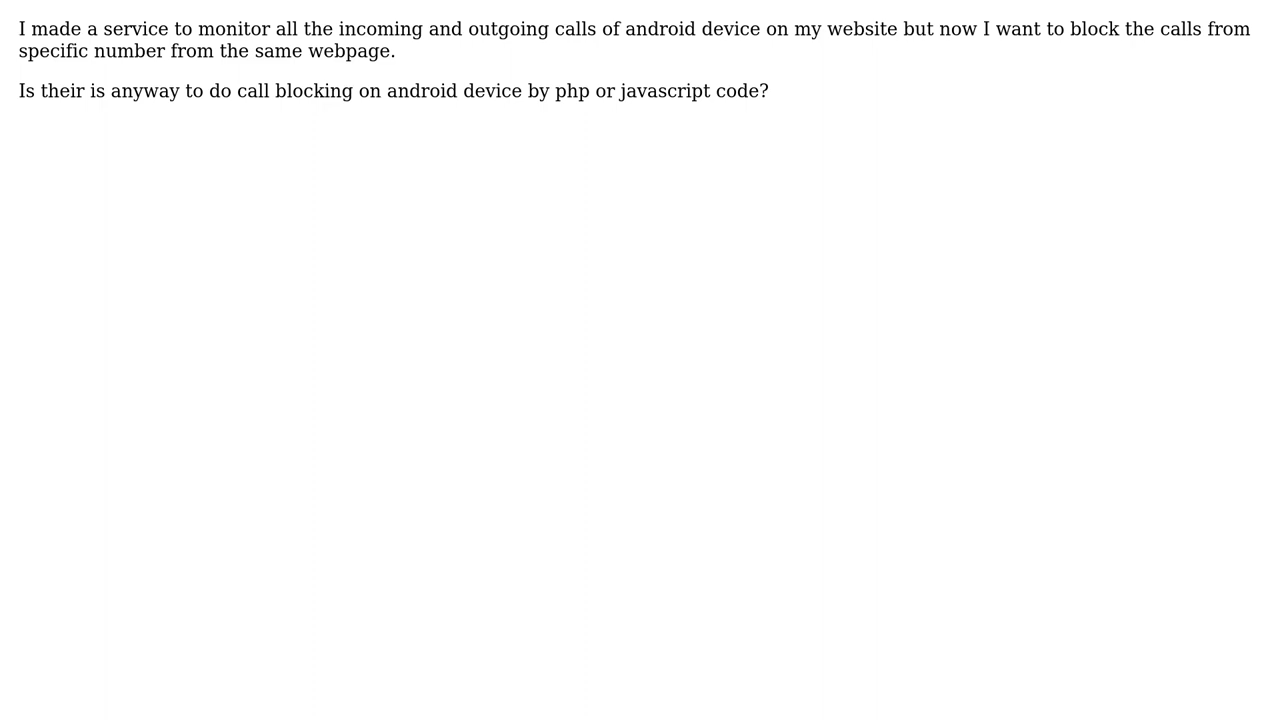 I made a service to monitor all the incoming and outgoing calls of android device on my website but now I want to block the calls from
specific number from the same webpage.
Is their is anyway to do call blocking on android device by php or javascript code?